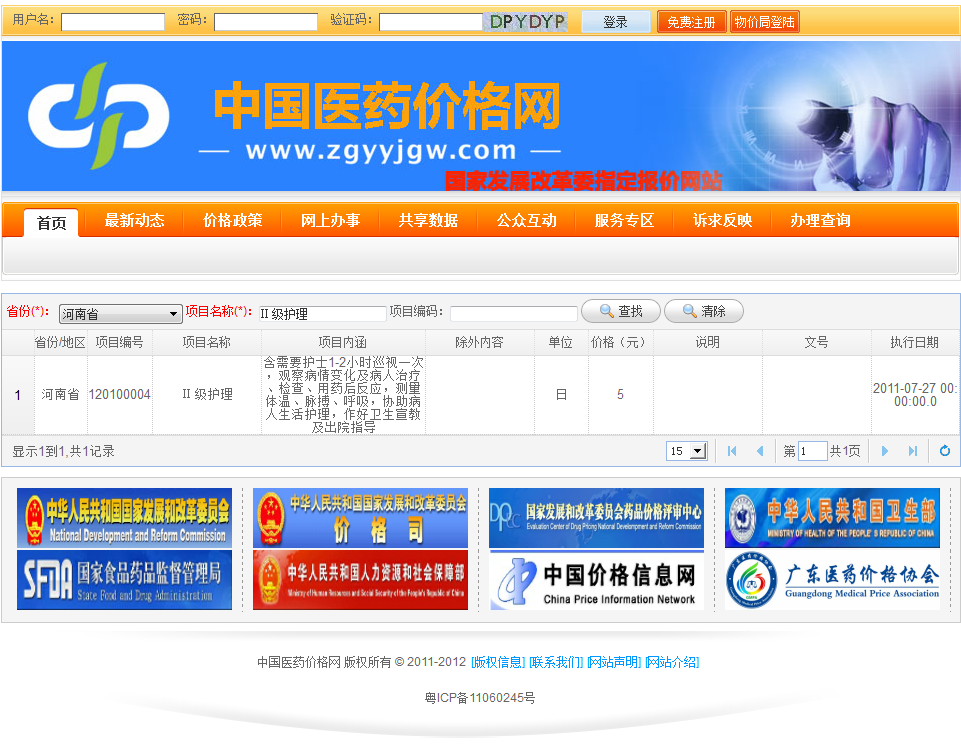 用户名: 密码: 验证码: DPYDYP 登录 免费注册 物价局登陆
中国医药价格网
— www.zgyyjgw.com —
国家发展改革委指定报价网站
首页 最新动态 价格政策 网上办事 共享数据 公众互动 服务专区 诉求反映 办理查询
省份(*): 河南省 项目名称(*): II 级护理 项目编码: 查找 清除
省份/地区 项目编号 项目名称 项目内涵 除外内容 单位 价格（元） 说明 文号 执行日期
1 河南省 120100004 II 级护理 日 5
含需要护士1-2小时巡视一次
，观察病情变化及病人治疗
、检查、用药后反应，测量
体温、脉搏、呼吸，协助病
人生活护理，作好卫生宣教
及出院指导
2011-07-27 00:
00:00.0
显示1到1,共1记录 15 第 1 共1页
中华人民共和国国家发展和改革委员会
National Development and Reform Commission
中华人民共和国国家发展和改革委员会
价格司
DPC 国家发展和改革委员会药品价格评审中心
Evaluation Center of Drug Pricing National Development and Reform Commission
中华人民共和国卫生部
MINISTRY OF HEALTH OF THE PEOPLE'S REPUBLIC OF CHINA
SFDA 国家食品药品监督管理局
State Food and Drug Administration
中华人民共和国人力资源和社会保障部
Ministry of Human Resources and Social Security of the People's Republic of China
中国价格信息网
China Price Information Network
广东医药价格协会
Guangdong Medical Price Association
中国医药价格网 版权所有 © 2011-2012 [版权信息] [联系我们] [网站声明] [网站介绍]
粤ICP备11060245号